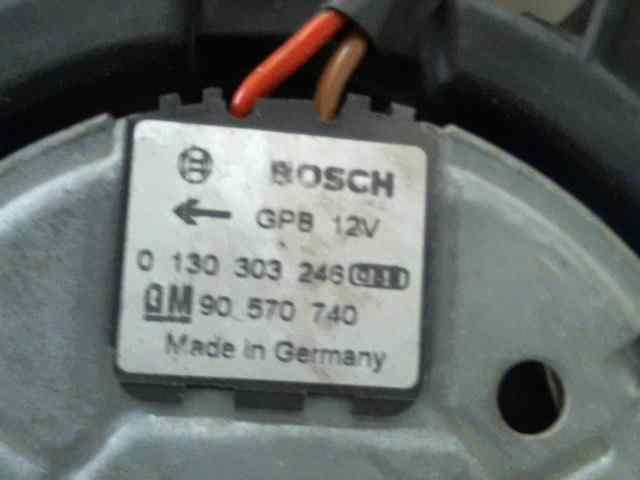 BOSCH
GPB 12V
0 130 303 246
GM 90 570 740
Made in Germany